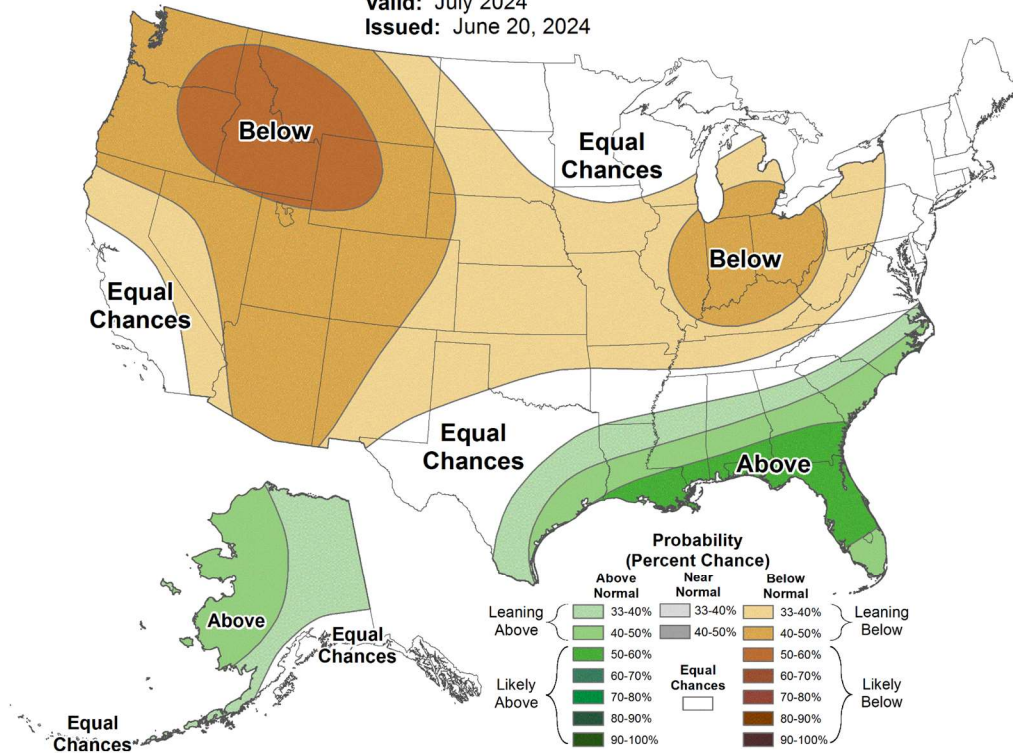 Valid: July 2024
Issued: June 20, 2024
Below
Equal
Chances
Below
Equal
Chances
Equal
Chances
Above
Above
Equal
Chances
Equal
Chances
Probability
(Percent Chance)
Above
Normal
Near
Normal
Below
Normal
Leaning
Above
33-40%
40-50%
33-40%
40-50%
33-40%
40-50%
Leaning
Below
Likely
Above
50-60%
60-70%
70-80%
80-90%
90-100%
Equal
Chances
50-60%
60-70%
70-80%
80-90%
90-100%
Likely
Below